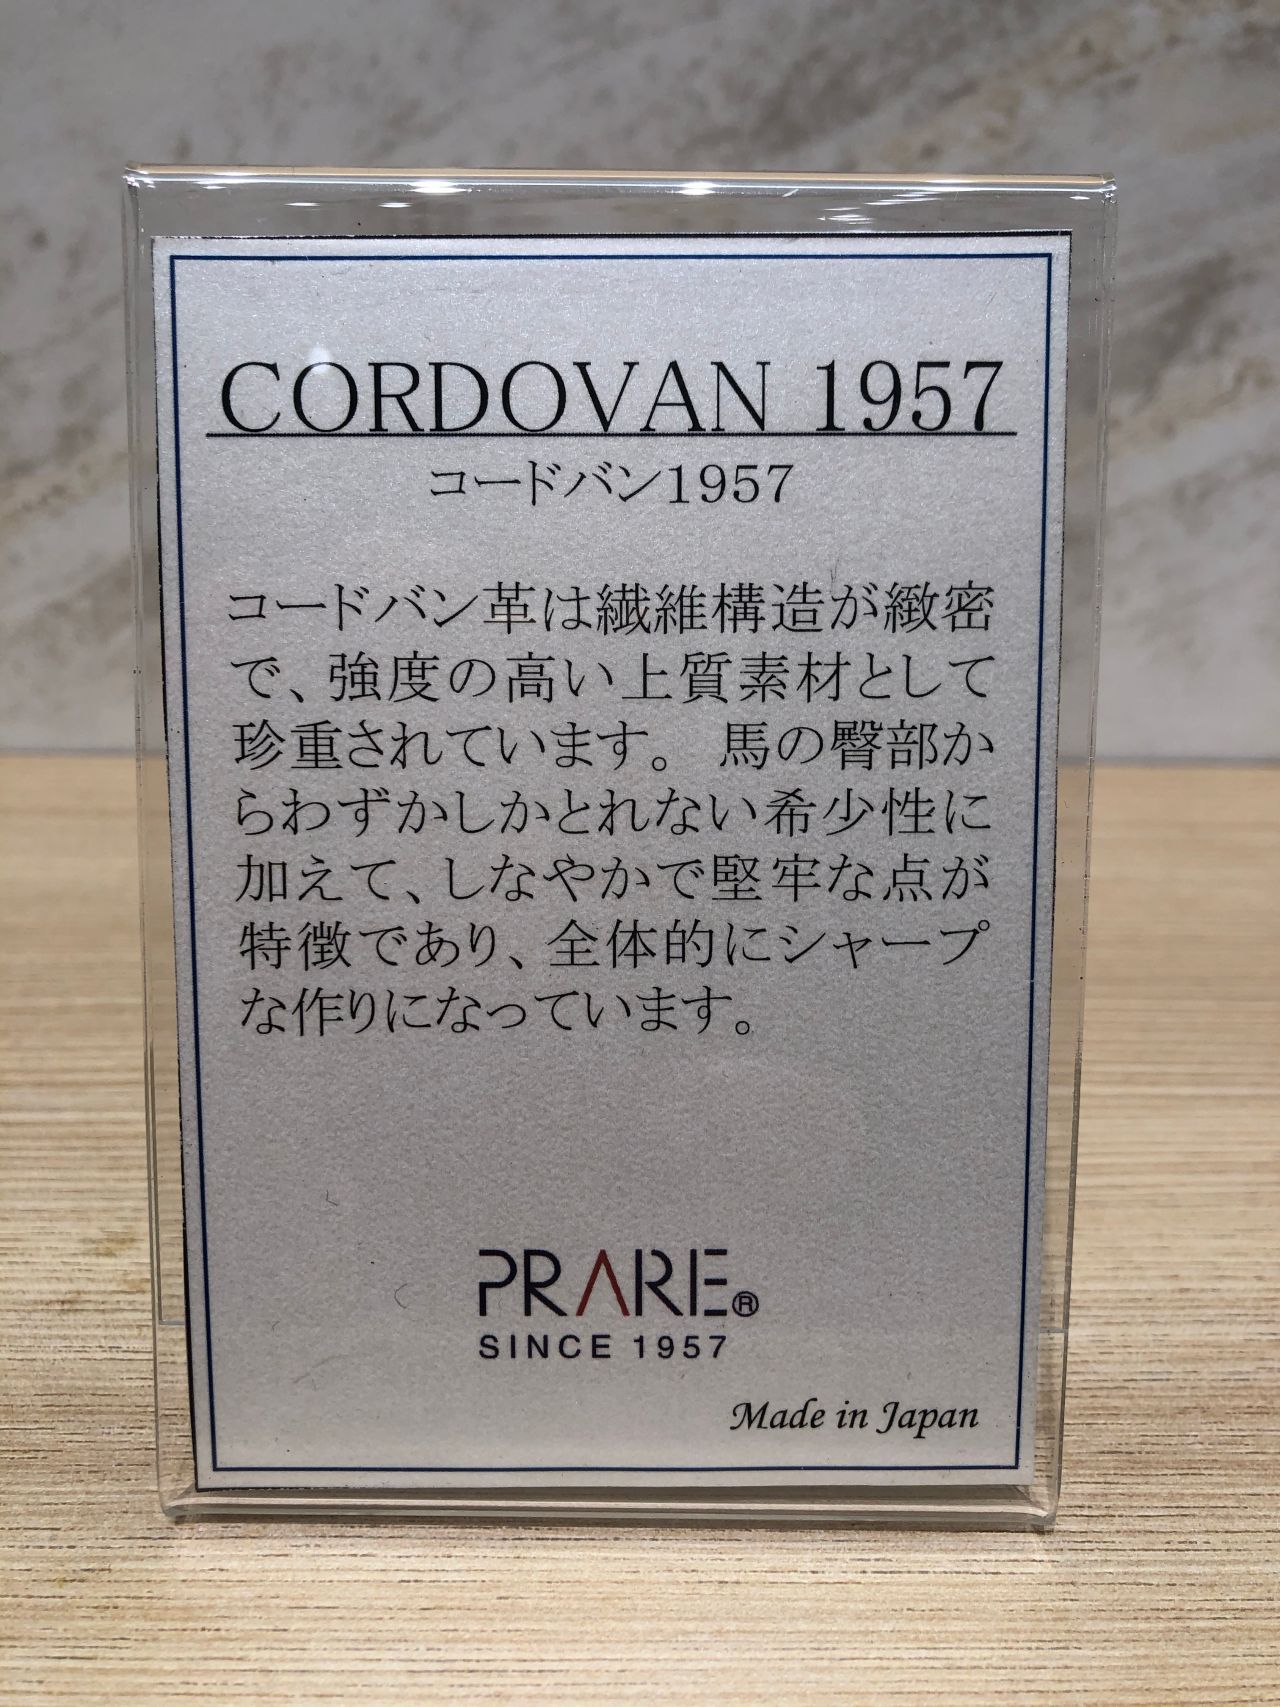 CORDOVAN 1957
コードバン1957
コードバン革は繊維構造が緻密
で、強度の高い上質素材として
珍重されています。 馬の臀部か
らわずかしかとれない希少性に
加えて、しなやかで堅牢な点が
特徴であり、全体的にシャープ
な作りになっています。
PRARE®
SINCE 1957
Made in Japan